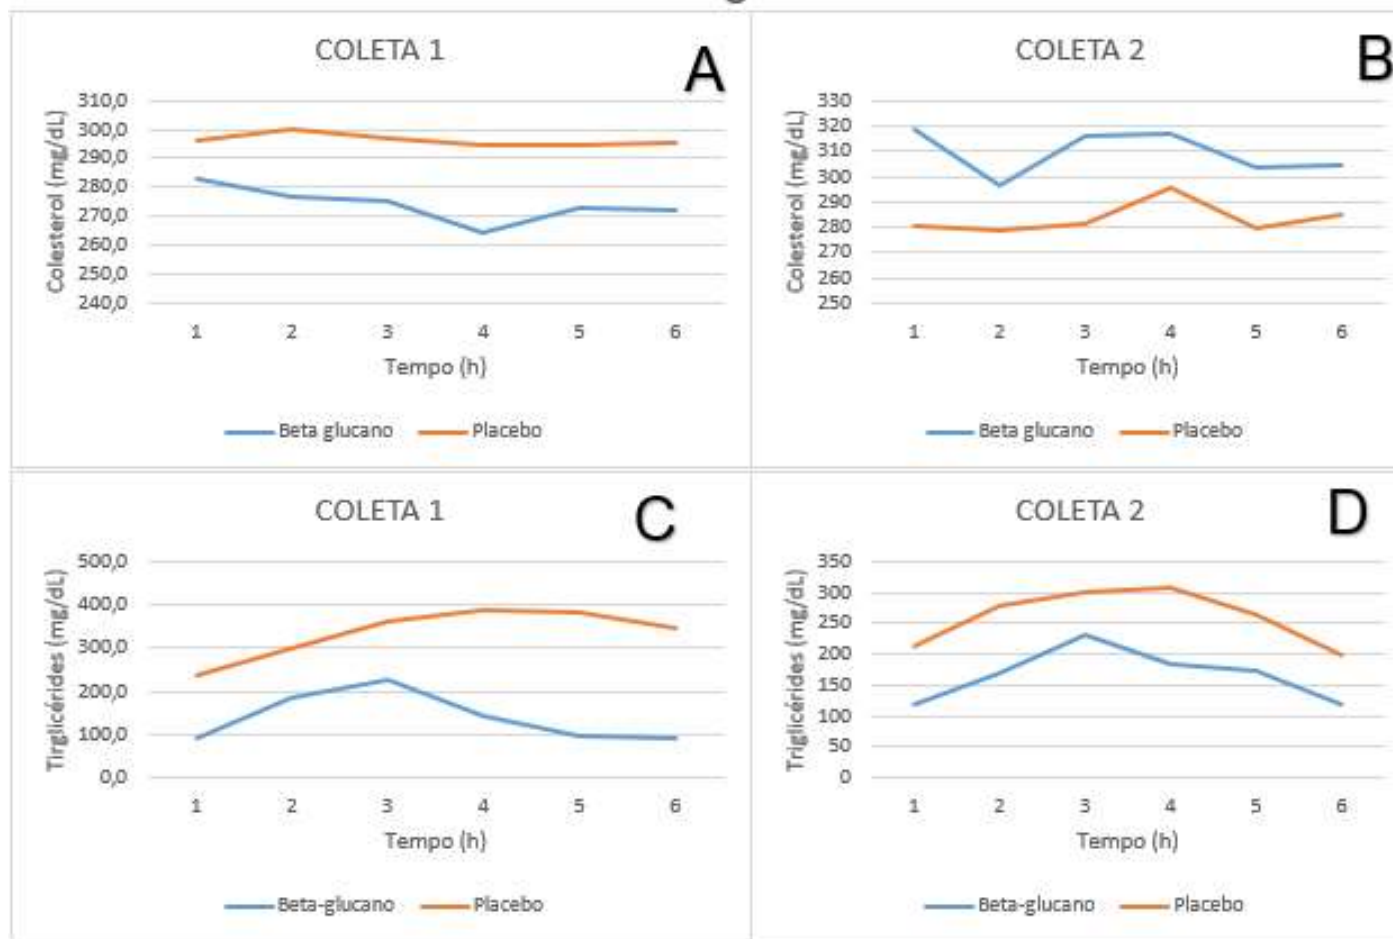 COLETA 1
A
Colesterol (mg/dL)
310,0
300,0
290,0
280,0
270,0
260,0
250,0
240,0
1 2 3 4 5 6
Tempo (h)
Beta glucano Placebo
COLETA 2
B
Colesterol (mg/dL)
330
320
310
300
290
280
270
260
250
1 2 3 4 5 6
Tempo (h)
Beta glucano Placebo
COLETA 1
C
Tirglicérides (mg/dL)
500,0
400,0
300,0
200,0
100,0
0,0
1 2 3 4 5 6
Tempo (h)
Beta-glucano Placebo
COLETA 2
D
Triglicérides (mg/dL)
350
300
250
200
150
100
50
0
1 2 3 4 5 6
Tempo (h)
Beta-glucano Placebo